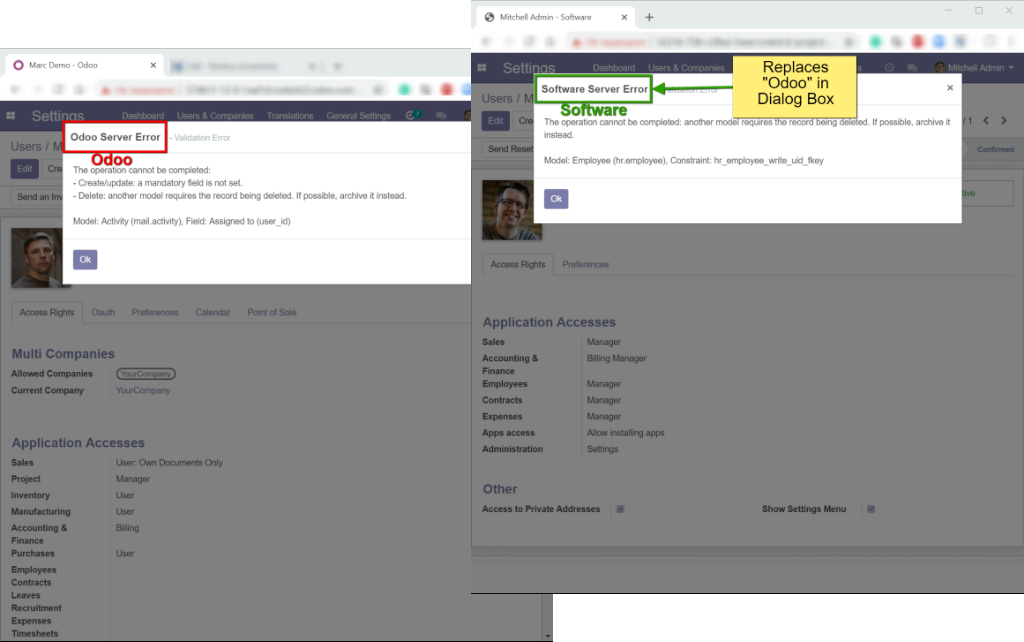 Marc Demo - Odoo
Settings
Dashboard
Users & Companies
Translations
General Settings
Users / M
Edit
Cre
Send an Inv
Odoo Server Error - Validation Error
Odoo
The operation cannot be completed:
- Create/update: a mandatory field is not set.
- Delete: another model requires the record being deleted. If possible, archive it instead.
Model: Activity (mail.activity), Field: Assigned to (user_id)
Ok
Access Rights
Oauth
Preferences
Calendar
Point of Sale
Multi Companies
Allowed Companies YourCompany
Current Company YourCompany
Application Accesses
Sales User: Own Documents Only
Project Manager
Inventory User
Manufacturing User
Accounting & Billing
Finance
Purchases User
Employees
Contracts
Leaves
Recruitment
Expenses
Timesheets
Mitchell Admin - Software
Settings
Dashboard
Users & Companies
Mitchell Admin
Replaces
"Odoo" in
Dialog Box
Users / M
Edit
Cre
/ 1
Send Reset
Confirmed
Software Server Error
Validation Error
Software
The operation cannot be completed: another model requires the record being deleted. If possible, archive it
instead.
Model: Employee (hr.employee), Constraint: hr_employee_write_uid_fkey
Ok
tive
Access Rights
Preferences
Application Accesses
Sales Manager
Accounting & Billing Manager
Finance
Employees Manager
Contracts Manager
Expenses Manager
Apps access Allow installing apps
Administration Settings
Other
Access to Private Addresses
Show Settings Menu